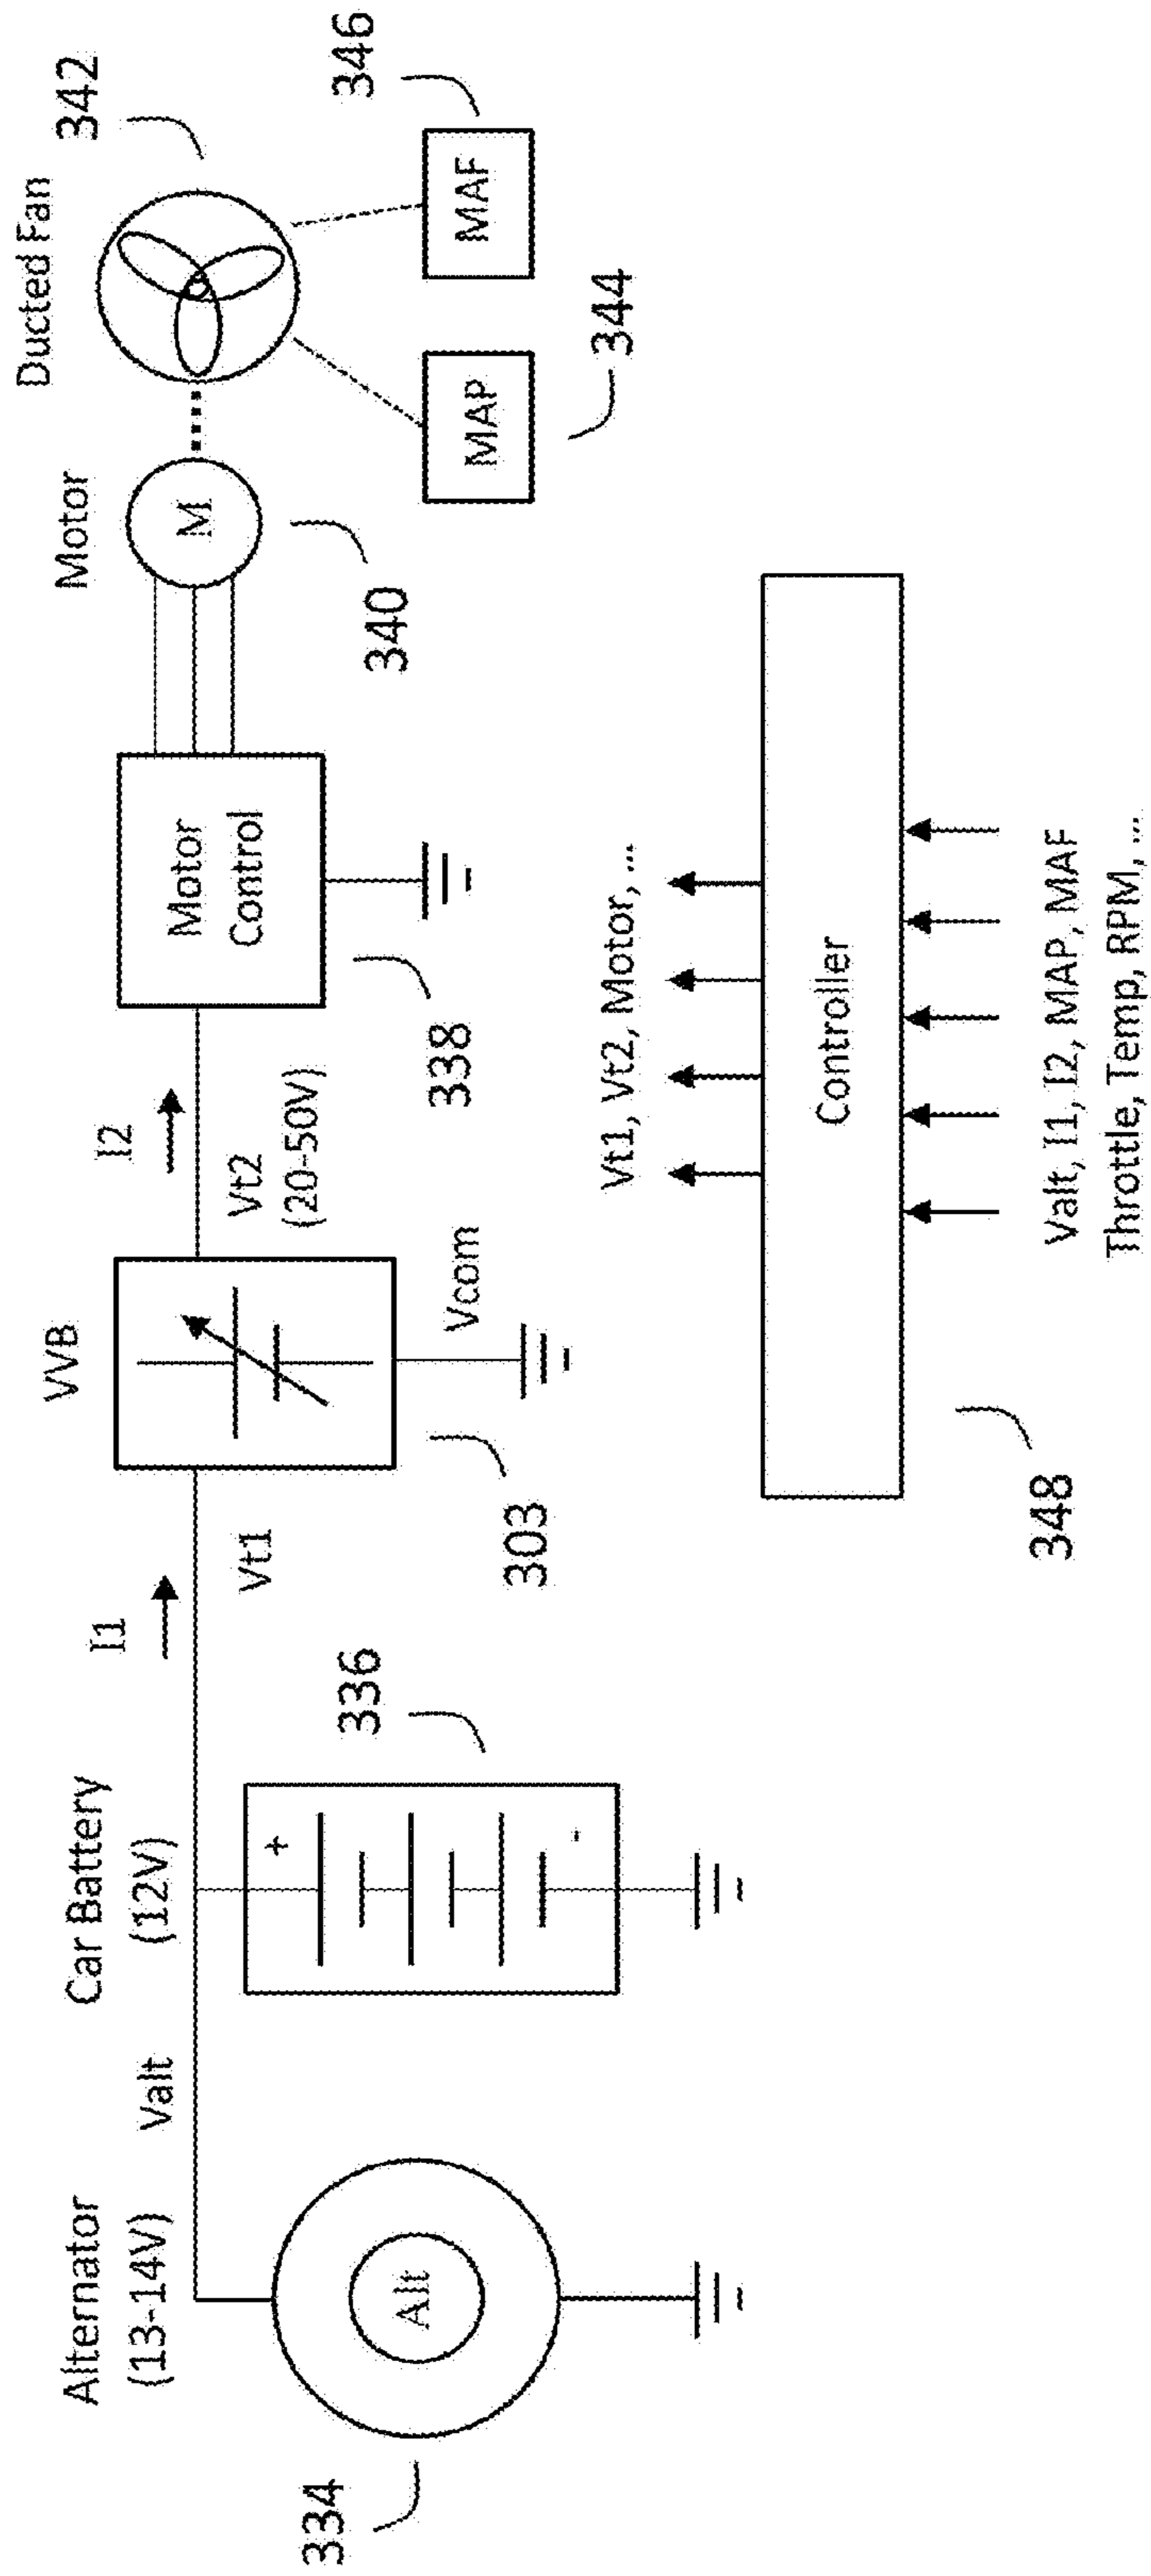 Alternator
(13-14V)
Alt
334
Valt
Car Battery
(12V)
+
-
336
I1
Vt1
VVB
303
Vcom
I2
Vt2
(20-50V)
Motor
Control
338
Motor
M
340
Ducted Fan
342
MAP
344
MAF
346
Vt1, Vt2, Motor, ...
Controller
348
Valt, I1, I2, MAP, MAF
Throttle, Temp, RPM, ...